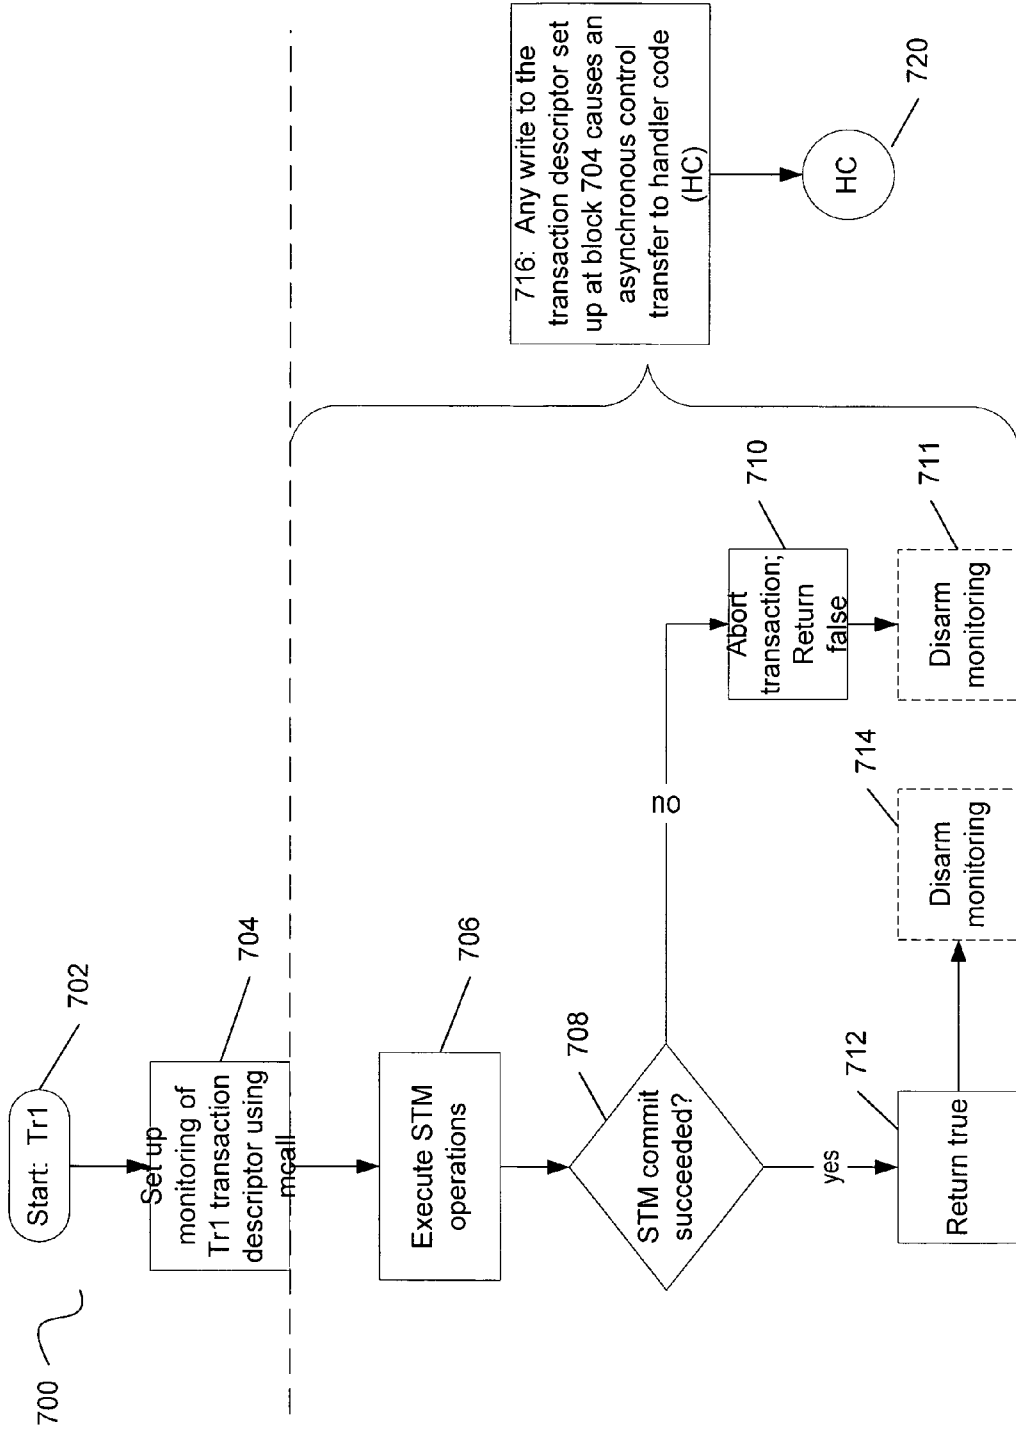 700
Start: Tr1
702
Set up
monitoring of
Tr1 transaction
descriptor using
mcall
704
Execute STM
operations
706
STM commit
succeeded?
708
no
yes
Abort
transaction;
Return
false
710
Disarm
monitoring
711
Return true
712
Disarm
monitoring
714
716: Any write to the
transaction descriptor set
up at block 704 causes an
asynchronous control
transfer to handler code
(HC)
HC
720